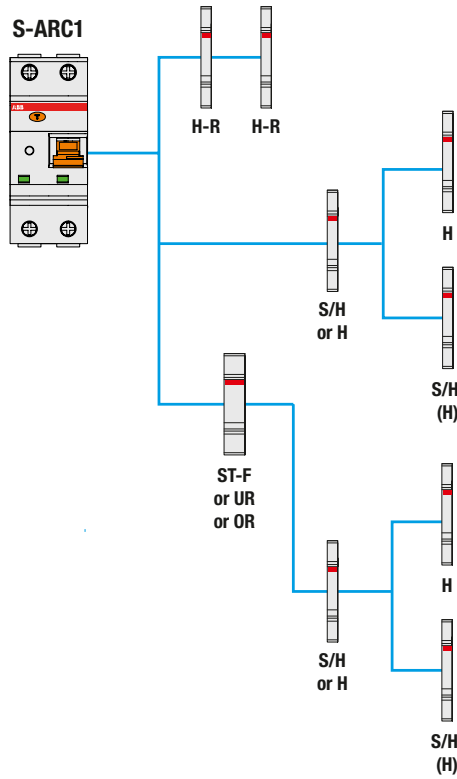 S-ARC1
ABB
T
H-R
H-R
H
S/H
or H
S/H
(H)
ST-F
or UR
or OR
H
S/H
or H
S/H
(H)